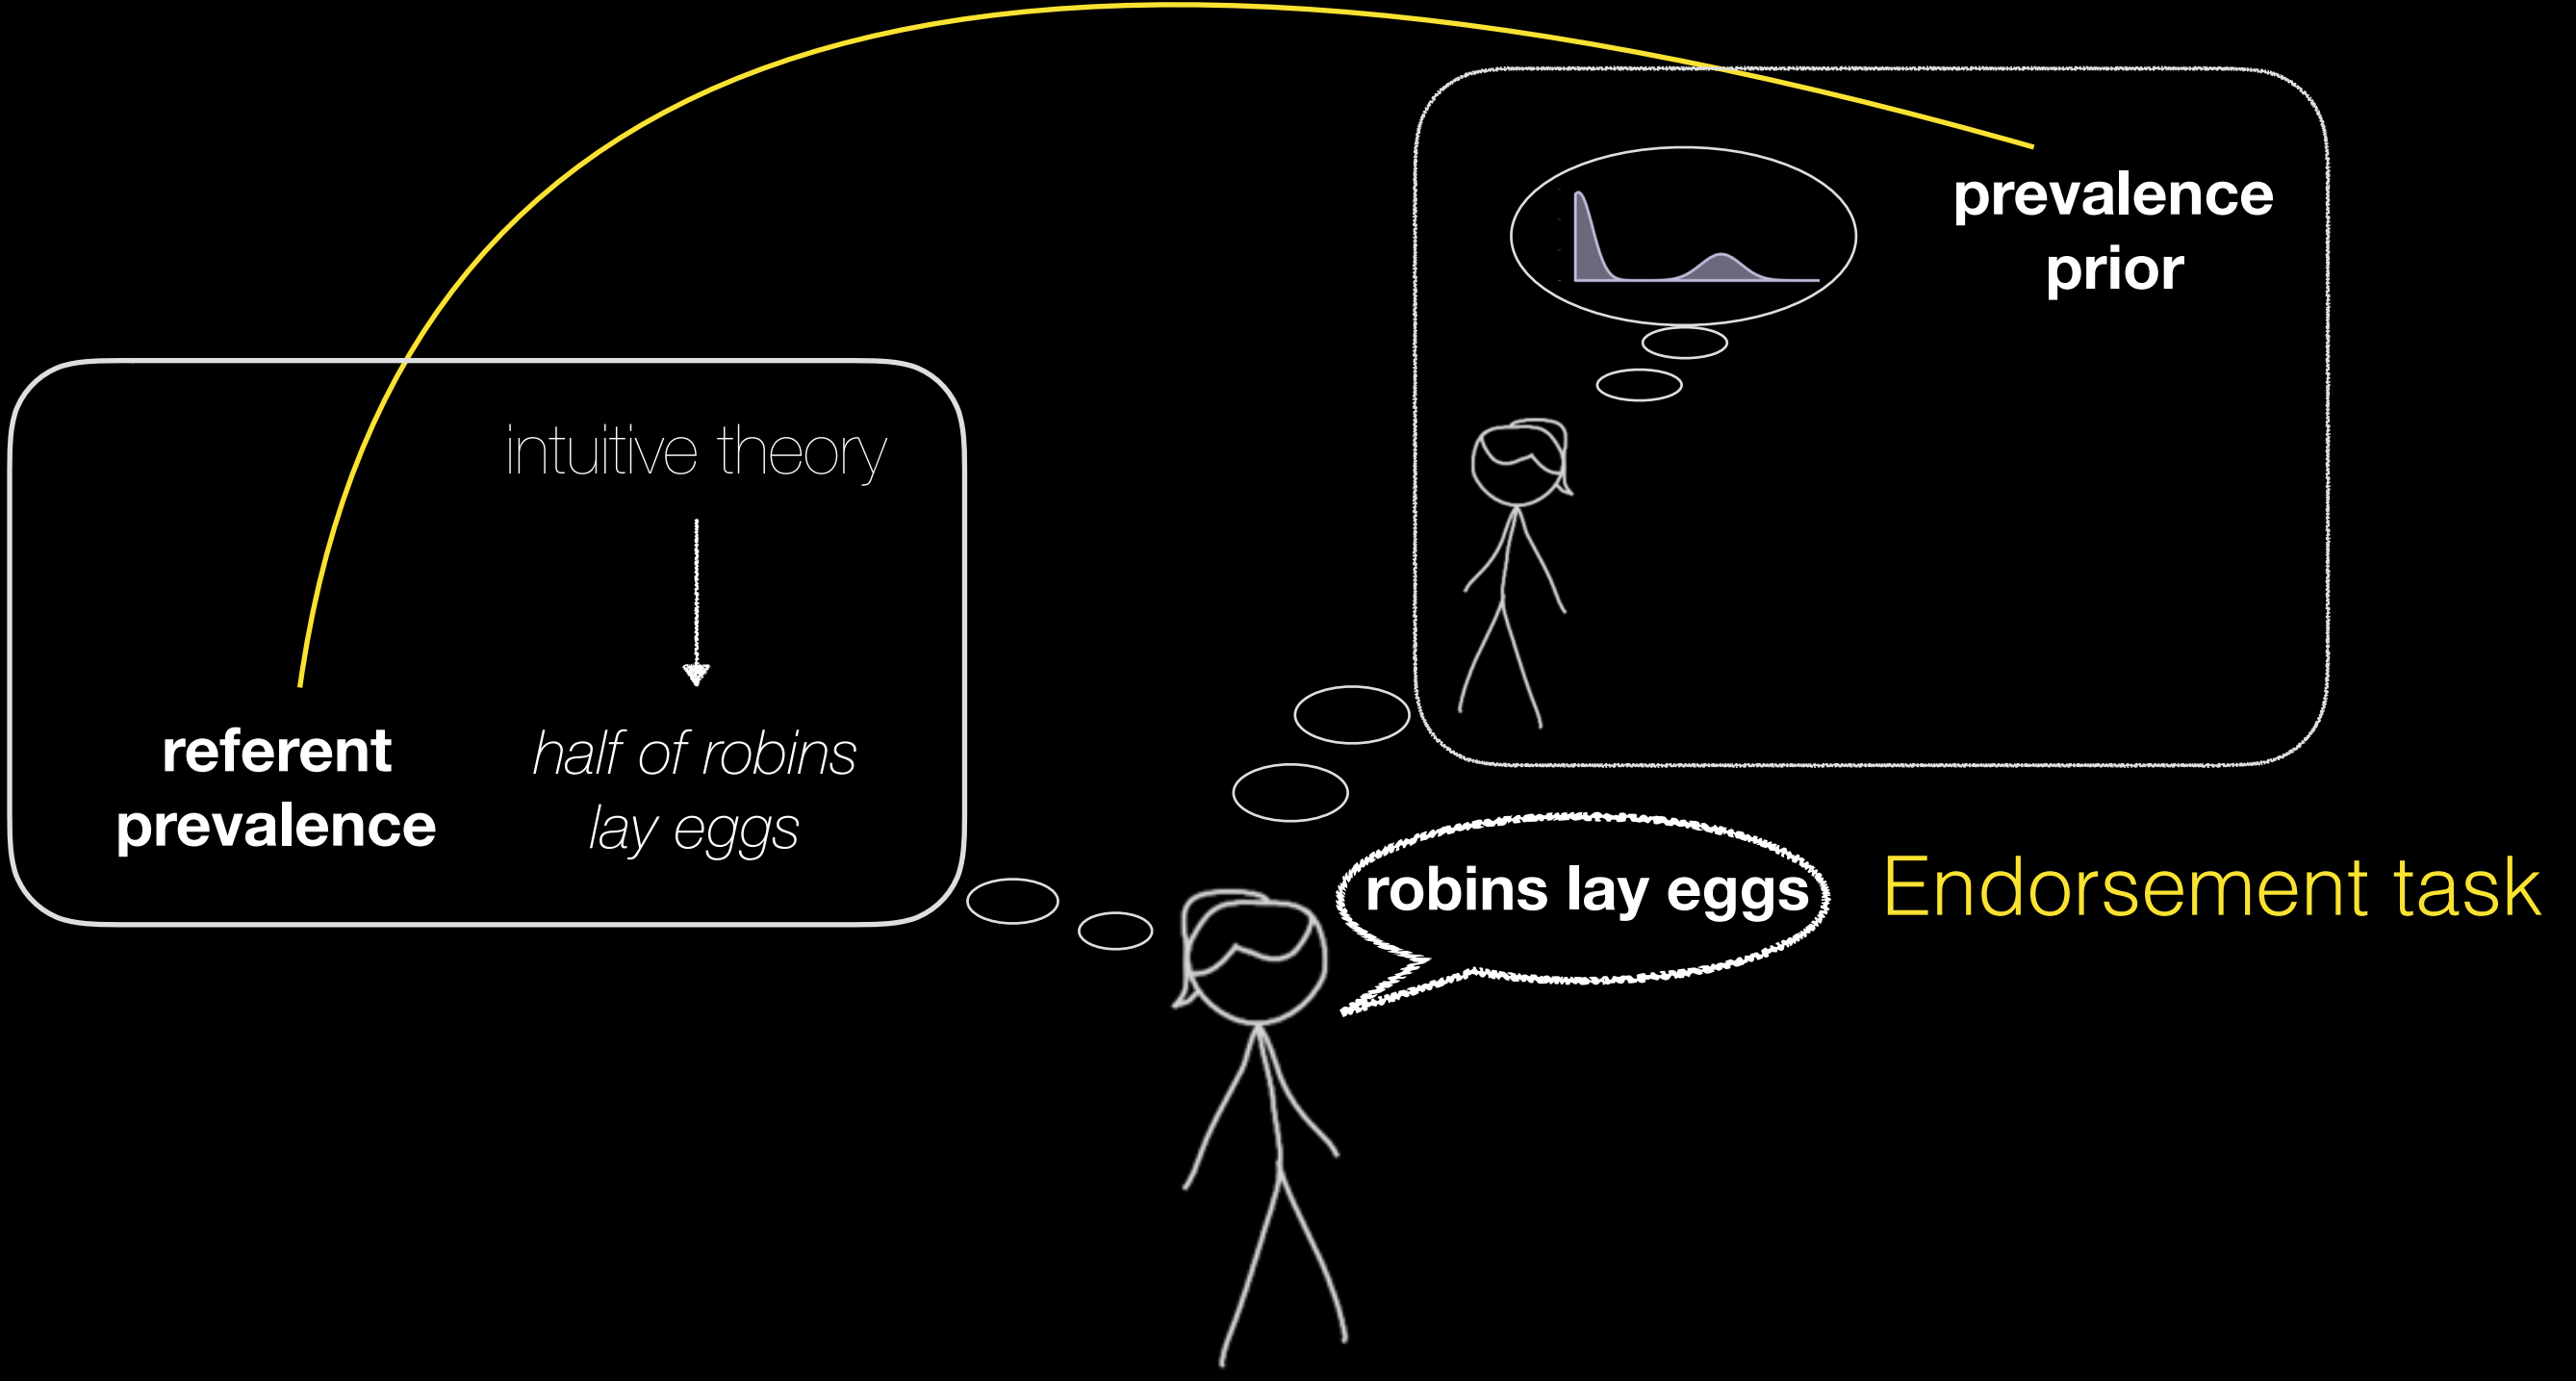 prevalence
prior
intuitive theory
referent
prevalence
half of robins
lay eggs
robins lay eggs
Endorsement task